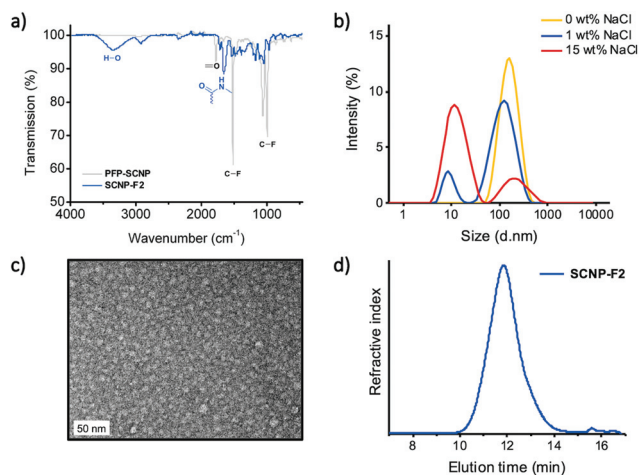 a)
Transmission (%)
100
90
80
70
60
50
H–O
=O
O
H
N
C–F
C–F
PFP-SCNP
SCNP-F2
4000
3000
2000
1000
Wavenumber (cm⁻¹)
b)
Intensity (%)
15
10
5
0
0 wt% NaCl
1 wt% NaCl
15 wt% NaCl
1
10
100
1000
10000
Size (d.nm)
c)
50 nm
d)
Refractive index
SCNP-F2
8
10
12
14
16
Elution time (min)